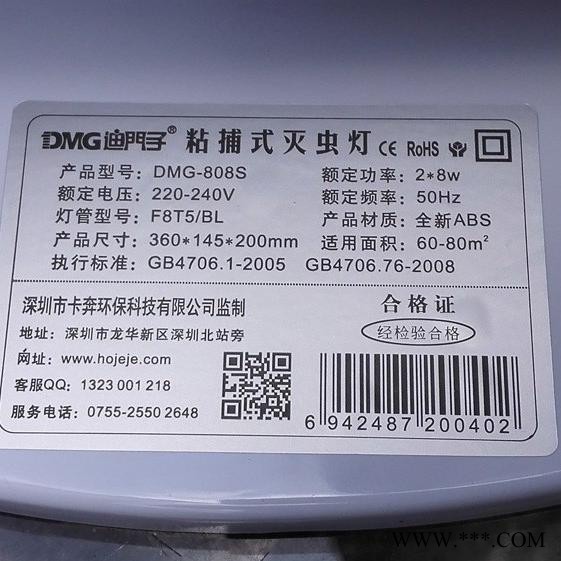 DMG迪門子® 粘捕式灭虫灯 CE RoHS
产品型号：DMG-808S 额定功率：2*8w
额定电压：220-240V 额定频率：50Hz
灯管型号：F8T5/BL 产品材质：全新ABS
产品尺寸：360*145*200mm 适用面积：60-80m²
执行标准：GB4706.1-2005 GB4706.76-2008
深圳市卡奔环保科技有限公司监制
地址：深圳市龙华新区深圳北站旁
网址：www.hojeje.com
客服QQ：1323 001 218
服务电话：0755-2550 2648
合格证
经检验合格
6 942487 200402
www.***.COM